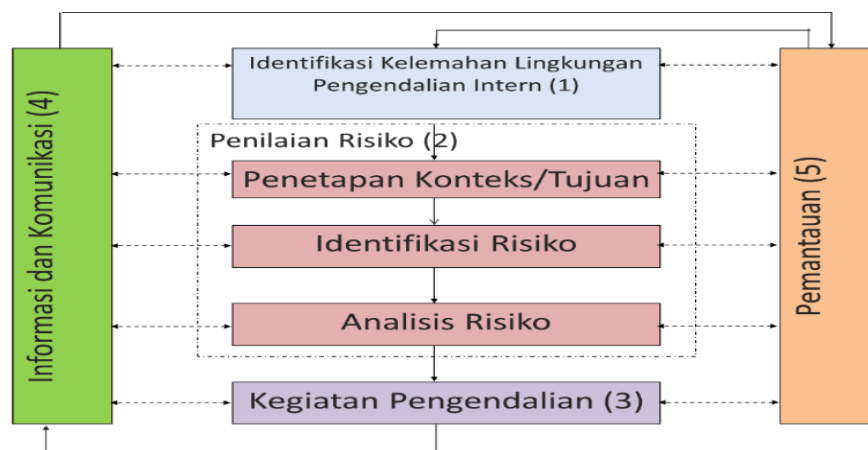 Informasi dan Komunikasi (4)
Identifikasi Kelemahan Lingkungan
Pengendalian Intern (1)
Penilaian Risiko (2)
Penetapan Konteks/Tujuan
Identifikasi Risiko
Analisis Risiko
Kegiatan Pengendalian (3)
Pemantauan (5)